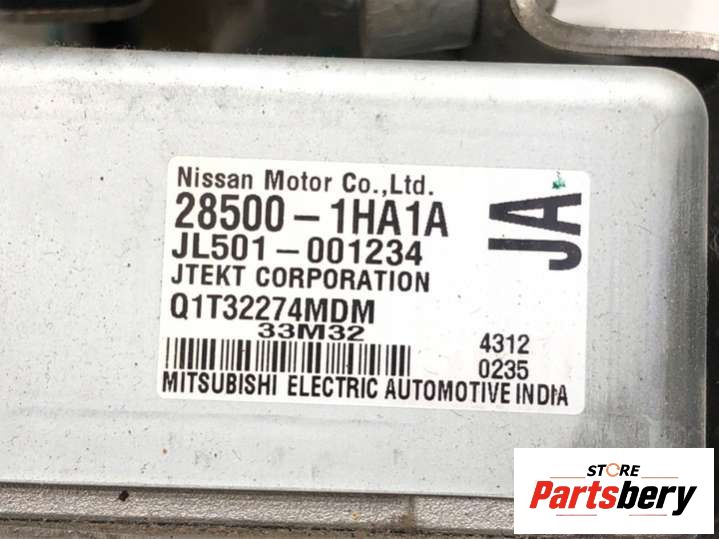 Nissan Motor Co.,Ltd.
28500-1HA1A
JA
JL501-001234
JTEKT CORPORATION
Q1T32274MDM
33M32
4312
0235
MITSUBISHI ELECTRIC AUTOMOTIVE INDIA
STORE
Partsbery